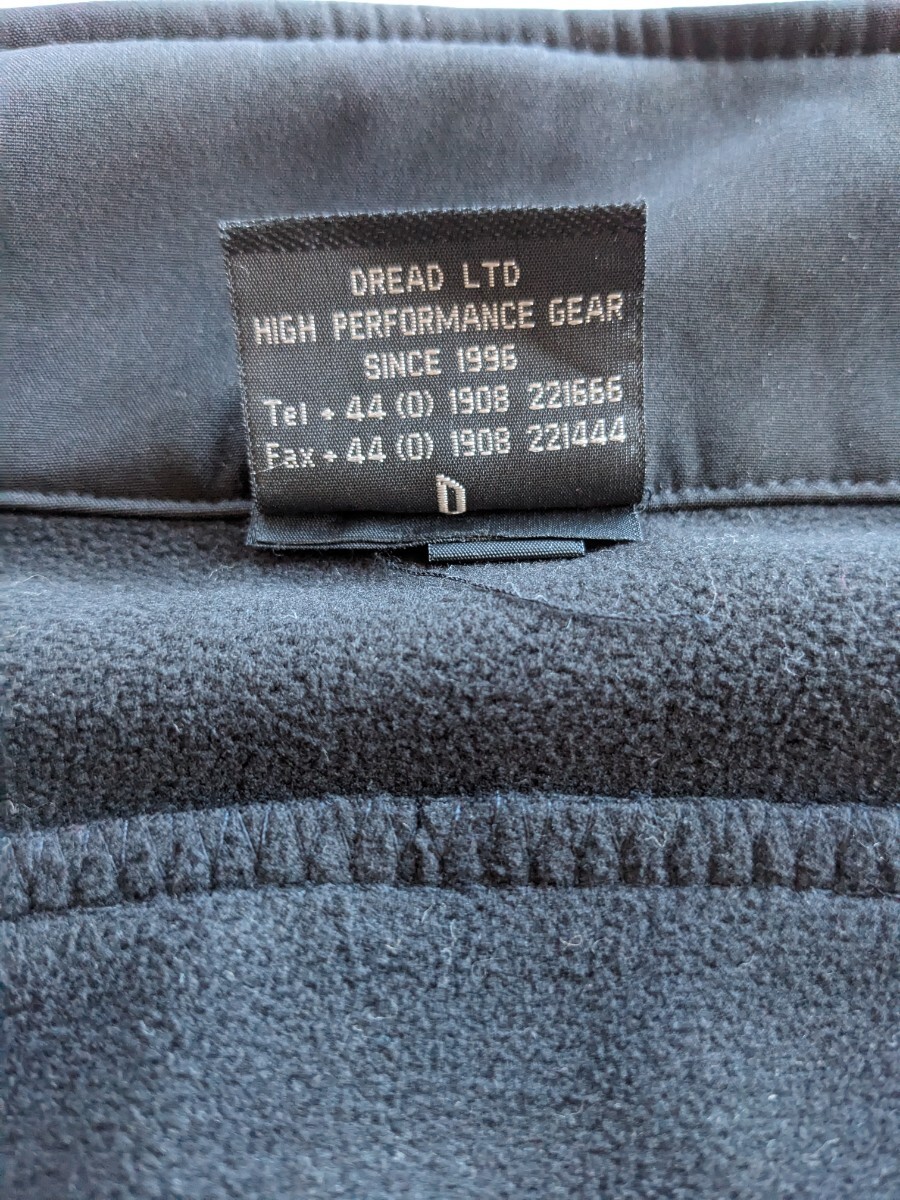 DREAD LTD
HIGH PERFORMANCE GEAR
SINCE 1996
Tel + 44 (0) 1908 221666
Fax + 44 (0) 1908 221444
D